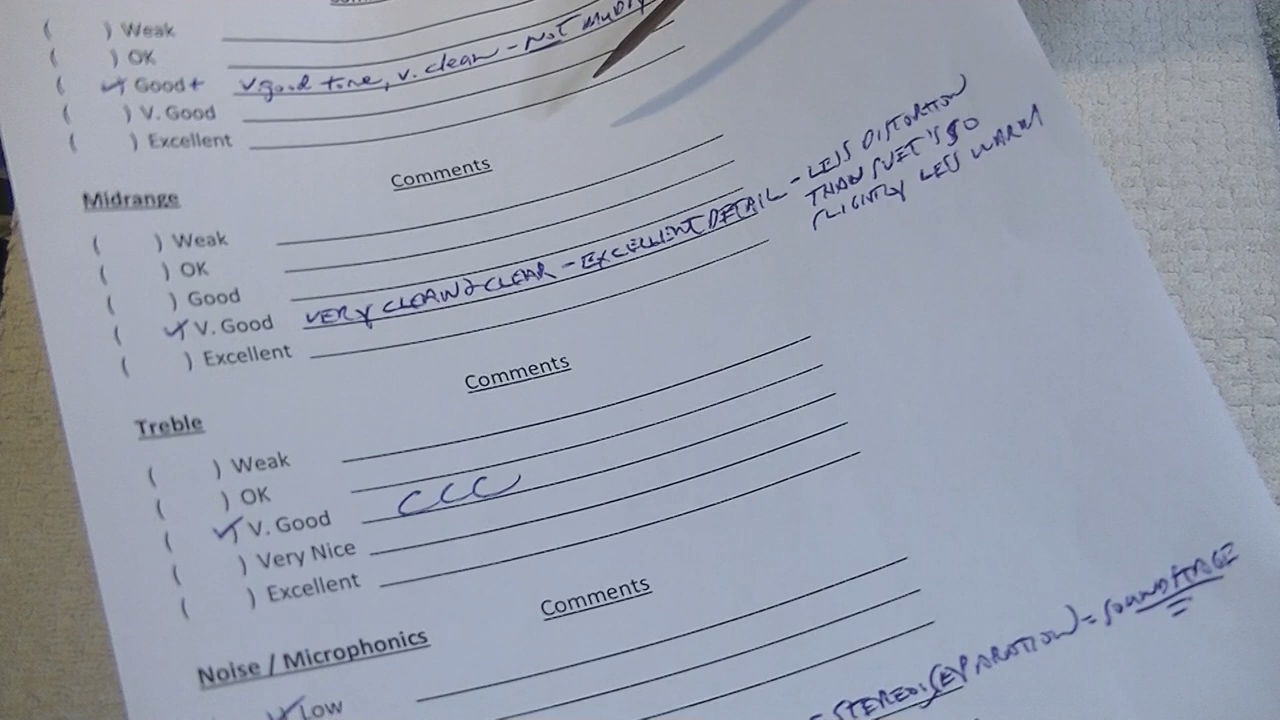 ( ) Weak
( ) OK
( ✓ Good+ v good tone, v. clean - NOT MUDDY
( ) V. Good
( ) Excellent
Comments
Midrange
( ) Weak
( ) OK
( ) Good
( ✓ V. Good VERY CLEAN & CLEAR - EXCELLENT DETAIL - LESS DISTORTION
THAN SVET'S SO
SLIGHTLY LESS WARM
( ) Excellent
Comments
Treble
( ) Weak
( ) OK
( ✓ V. Good CCC
( ) Very Nice
( ) Excellent
Comments
Noise / Microphonics
✓ Low
STEREO: (SEPARATION) = SOUNDSTAGE